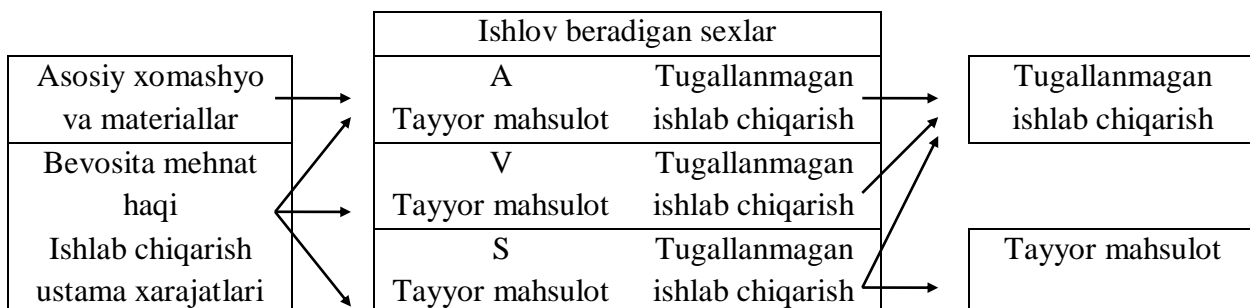 Ishlov beradigan sexlar
Asosiy xomashyo
va materiallar
Bevosita mehnat
haqi
Ishlab chiqarish
ustama xarajatlari
A Tugallanmagan
Tayyor mahsulot ishlab chiqarish
V Tugallanmagan
Tayyor mahsulot ishlab chiqarish
S Tugallanmagan
Tayyor mahsulot ishlab chiqarish
Tugallanmagan
ishlab chiqarish
Tayyor mahsulot